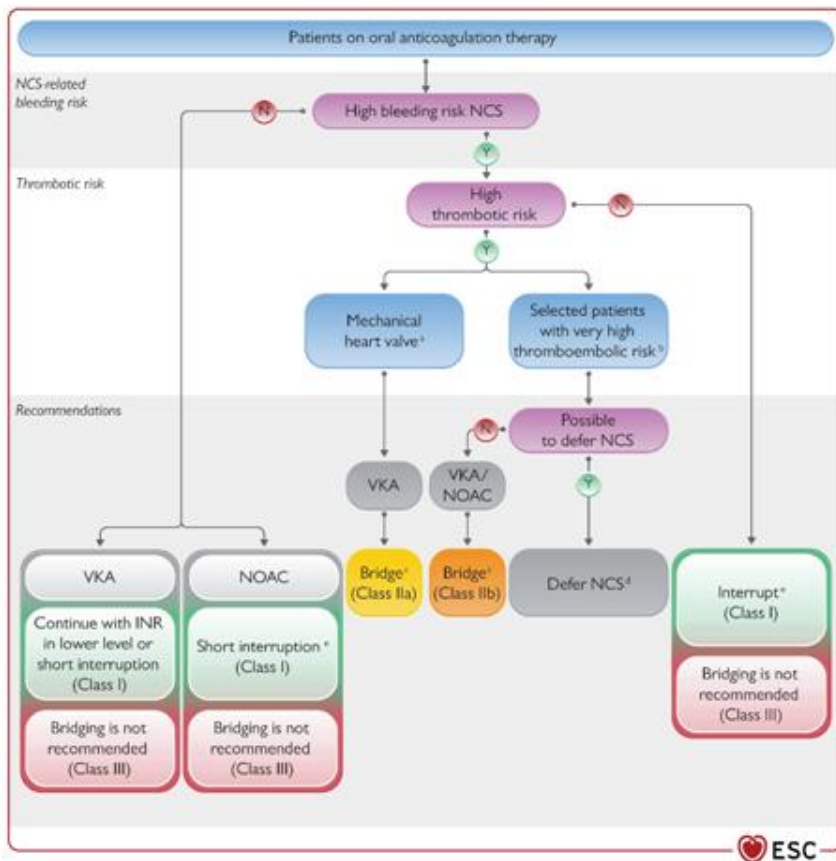 Patients on oral anticoagulation therapy
NCS-related
bleeding risk
N
High bleeding risk NCS
Y
Thrombotic risk
High
thrombotic risk
N
Y
Mechanical
heart valve a
Selected patients
with very high
thromboembolic risk b
Recommendations
Possible
to defer NCS
N
VKA
VKA/
NOAC
Y
VKA
NOAC
Bridge c
(Class IIa)
Bridge c
(Class IIb)
Defer NCS d
Interrupt e
(Class I)
Continue with INR
in lower level or
short interruption
(Class I)
Short interruption e
(Class I)
Bridging is not
recommended
(Class III)
Bridging is not
recommended
(Class III)
Bridging is not
recommended
(Class III)
ESC